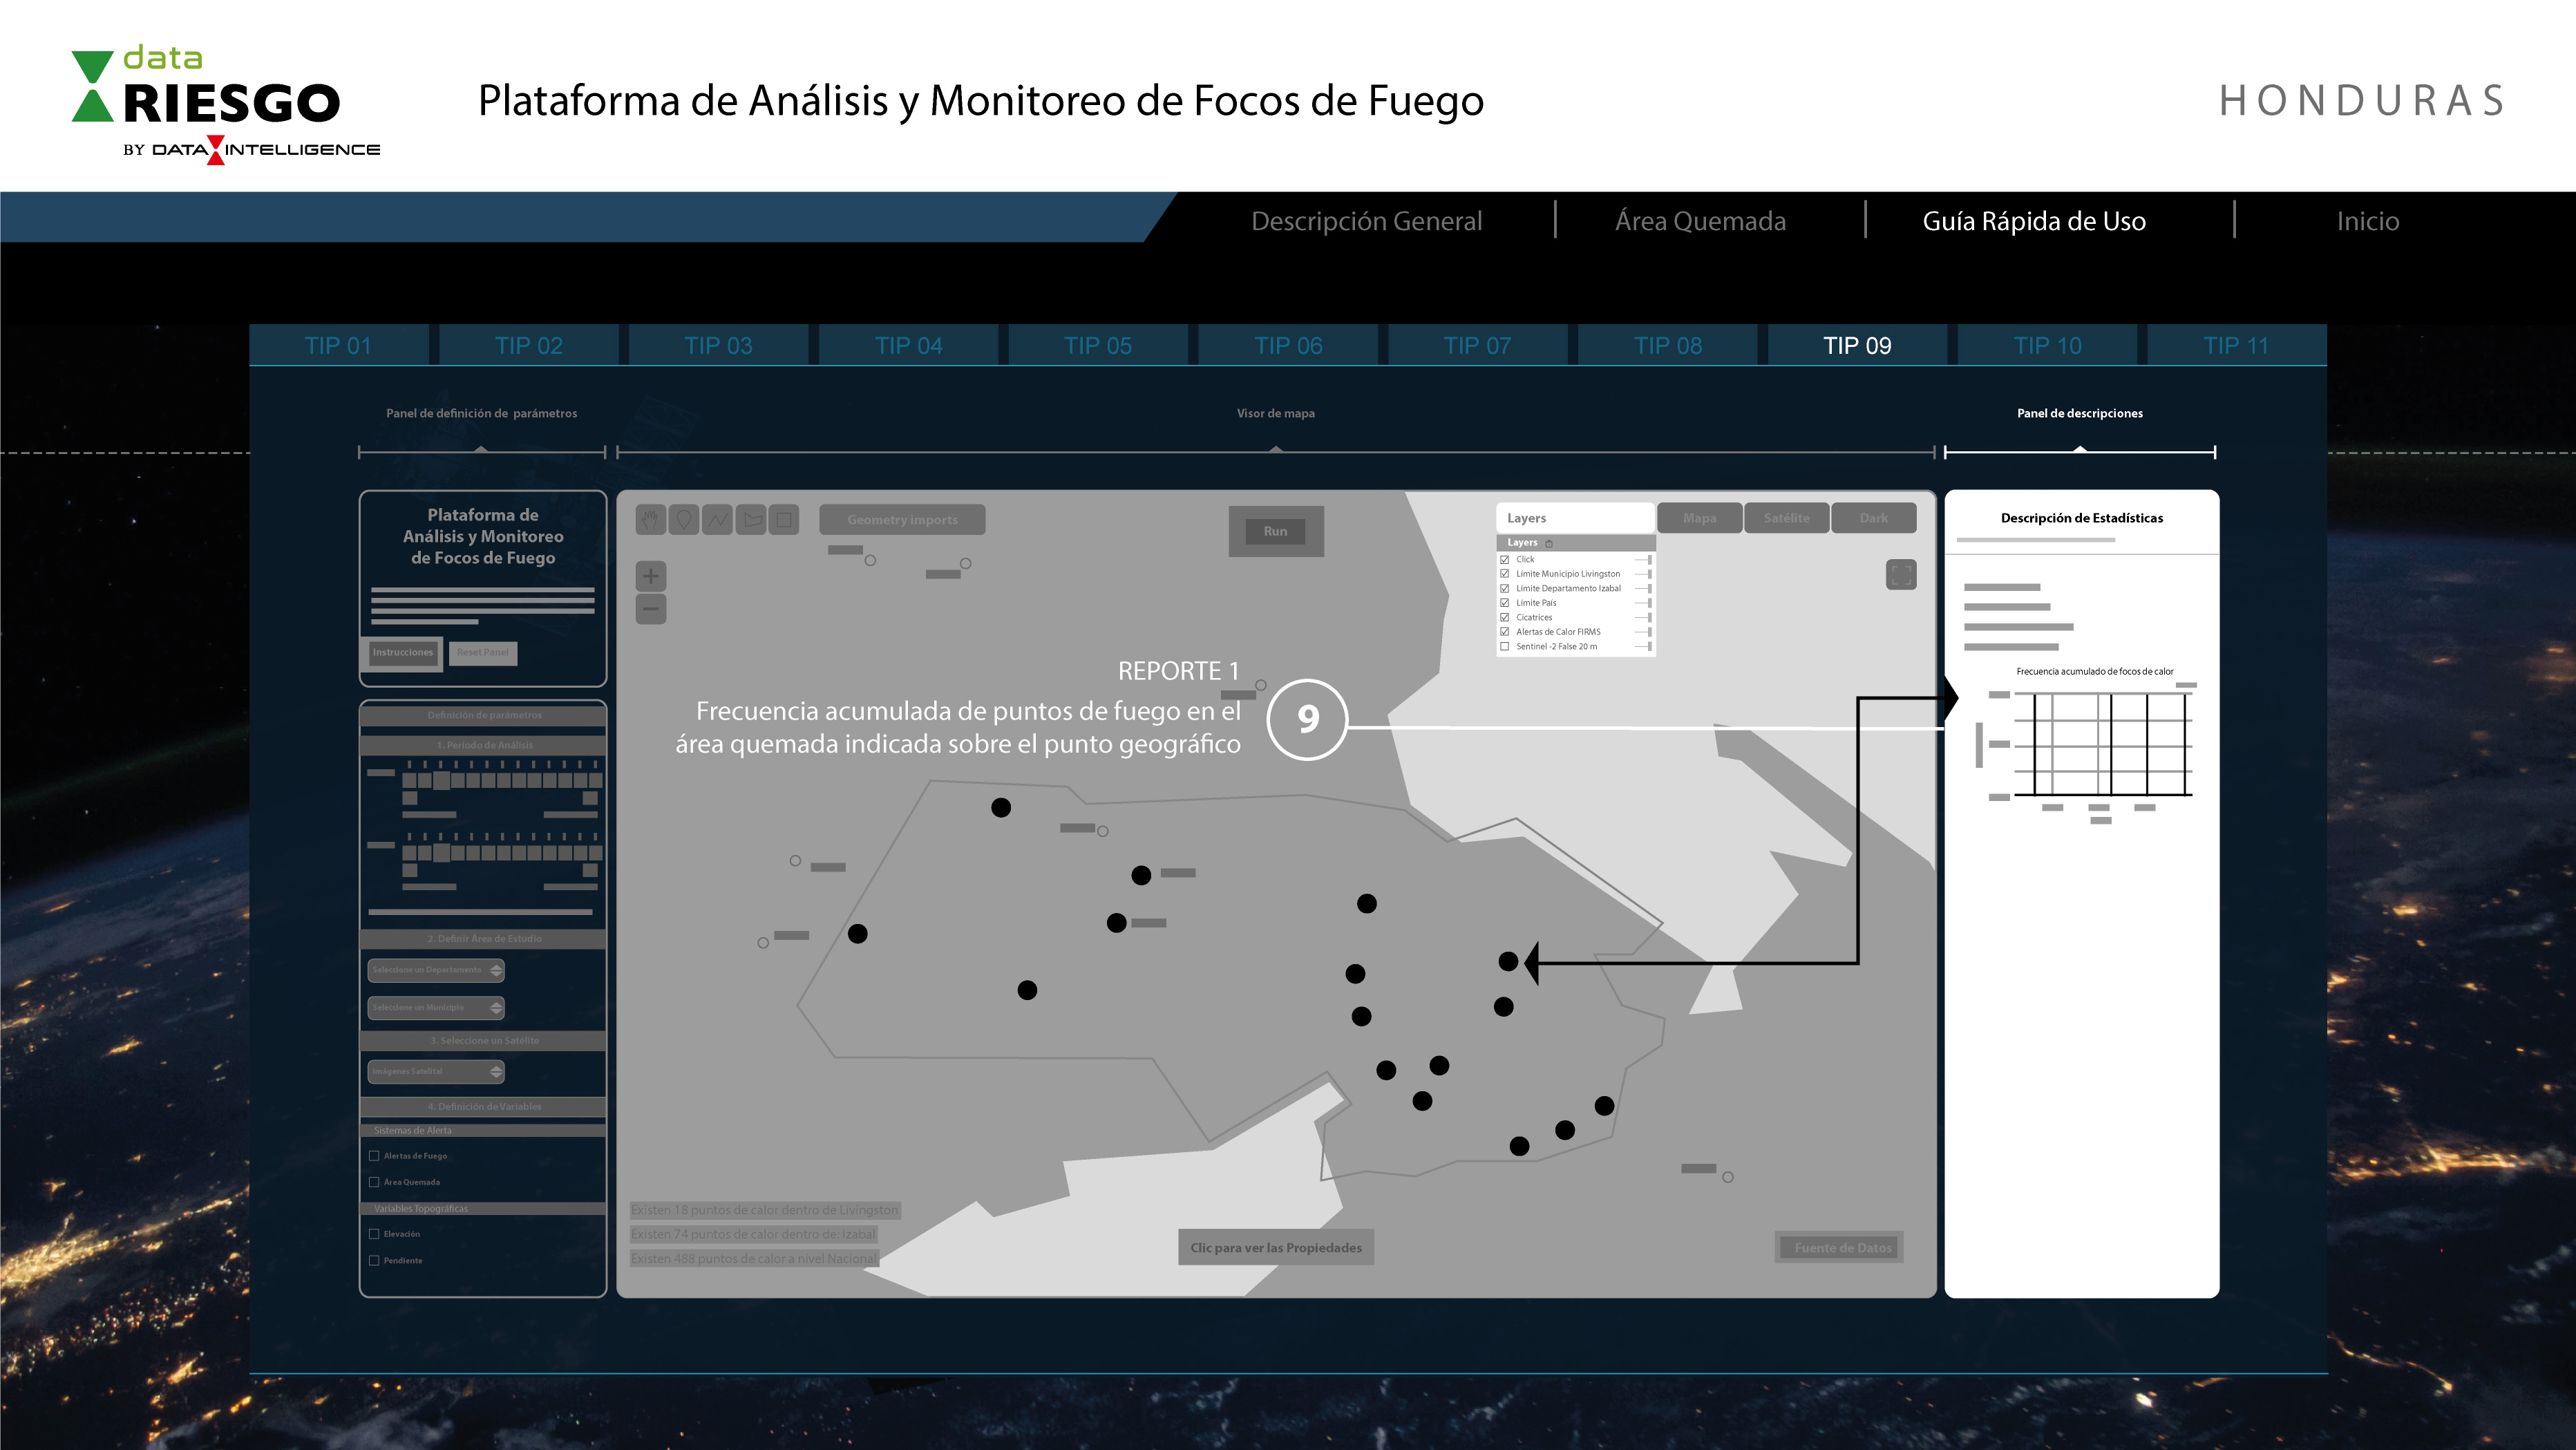 data
RIESGO
BY DATA INTELLIGENCE
Plataforma de Análisis y Monitoreo de Focos de Fuego
HONDURAS
Descripción General
Área Quemada
Guía Rápida de Uso
Inicio
TIP 01
TIP 02
TIP 03
TIP 04
TIP 05
TIP 06
TIP 07
TIP 08
TIP 09
TIP 10
TIP 11
Panel de definición de parámetros
Visor de mapa
Panel de descripciones
Plataforma de
Análisis y Monitoreo
de Focos de Fuego
Instrucciones
Reset Panel
Definición de parámetros
1. Período de Análisis
2. Definir Área de Estudio
Seleccione un Departamento
Seleccione un Municipio
3. Seleccione un Satélite
Imágenes Satelital
4. Definición de Variables
Sistemas de Alerta
Alertas de Fuego
Área Quemada
Variables Topográficas
Elevación
Pendiente
Geometry imports
Run
Layers
Mapa
Satélite
Dark
Layers
Click
Límite Municipio Livingston
Límite Departamento Izabal
Límite País
Cicatrices
Alertas de Calor FIRMS
Sentinel -2 False 20 m
REPORTE 1
Frecuencia acumulada de puntos de fuego en el
área quemada indicada sobre el punto geográfico
9
Existen 18 puntos de calor dentro de Livingston
Existen 74 puntos de calor dentro de: Izabal
Existen 488 puntos de calor a nivel Nacional
Clic para ver las Propiedades
Fuente de Datos
Descripción de Estadísticas
Frecuencia acumulado de focos de calor